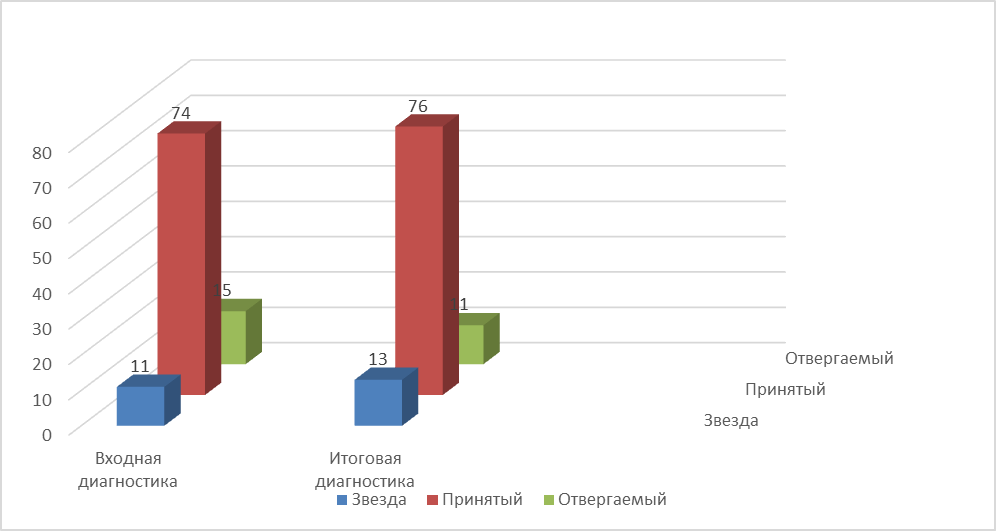 74
76
80
70
60
50
40
30
20
10
0
15
11
11
13
Отвергаемый
Принятый
Звезда
Входная
диагностика
Итоговая
диагностика
Звезда
Принятый
Отвергаемый